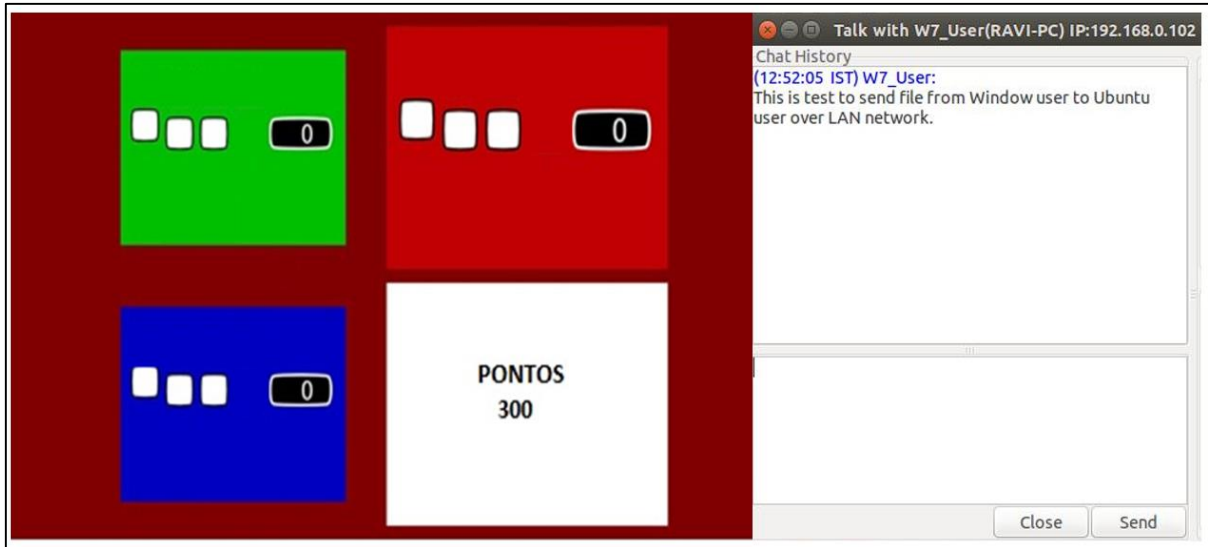 0
0
0
PONTOS
300
Talk with W7_User(RAVI-PC) IP:192.168.0.102
Chat History
(12:52:05 IST) W7_User:
This is test to send file from Window user to Ubuntu
user over LAN network.
Close
Send